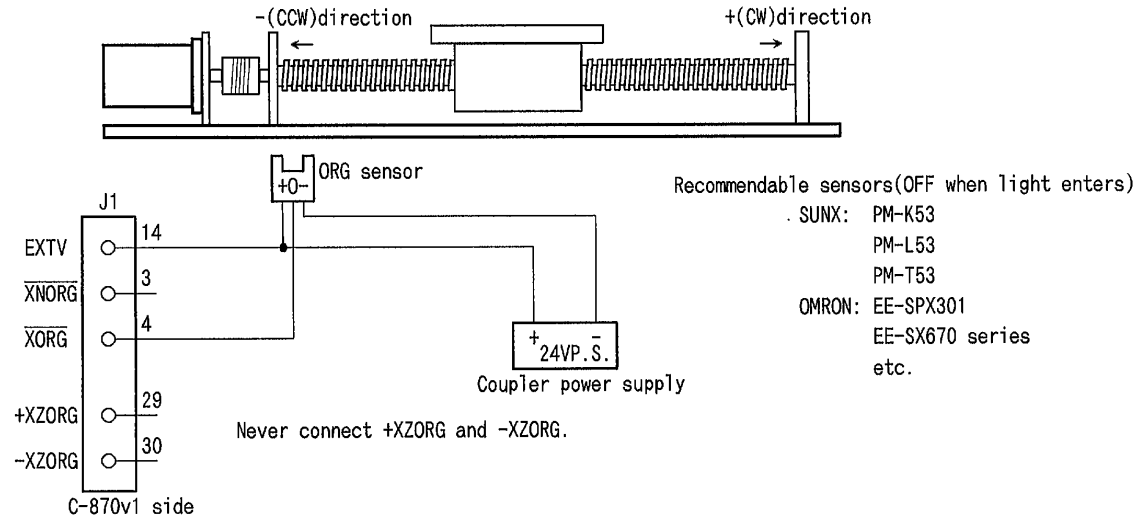 -(CCW)direction
+(CW)direction
ORG sensor
+O-
Recommendable sensors(OFF when light enters)
SUNX: PM-K53
PM-L53
PM-T53
OMRON: EE-SPX301
EE-SX670 series
etc.
J1
EXTV 14
XNORG 3
XORG 4
+XZORG 29
-XZORG 30
C-870v1 side
+ -
24VP.S.
Coupler power supply
Never connect +XZORG and -XZORG.